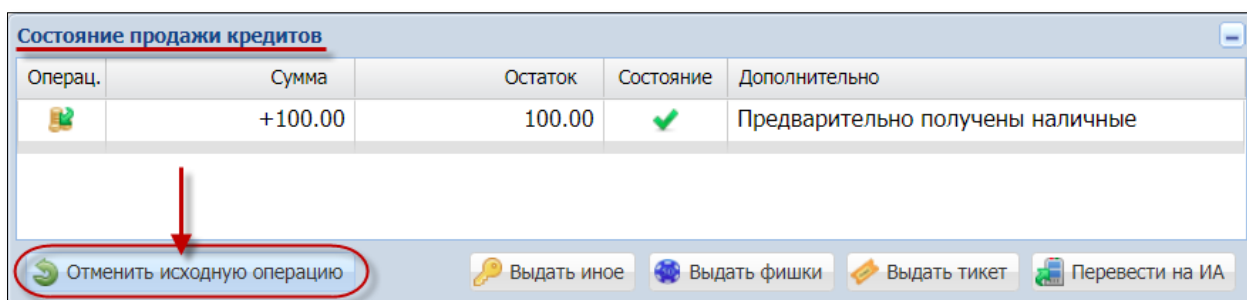 Состояние продажи кредитов
Операц. Сумма Остаток Состояние Дополнительно
+100.00 100.00 Предварительно получены наличные
Отменить исходную операцию Выдать иное Выдать фишки Выдать тикет Перевести на ИА